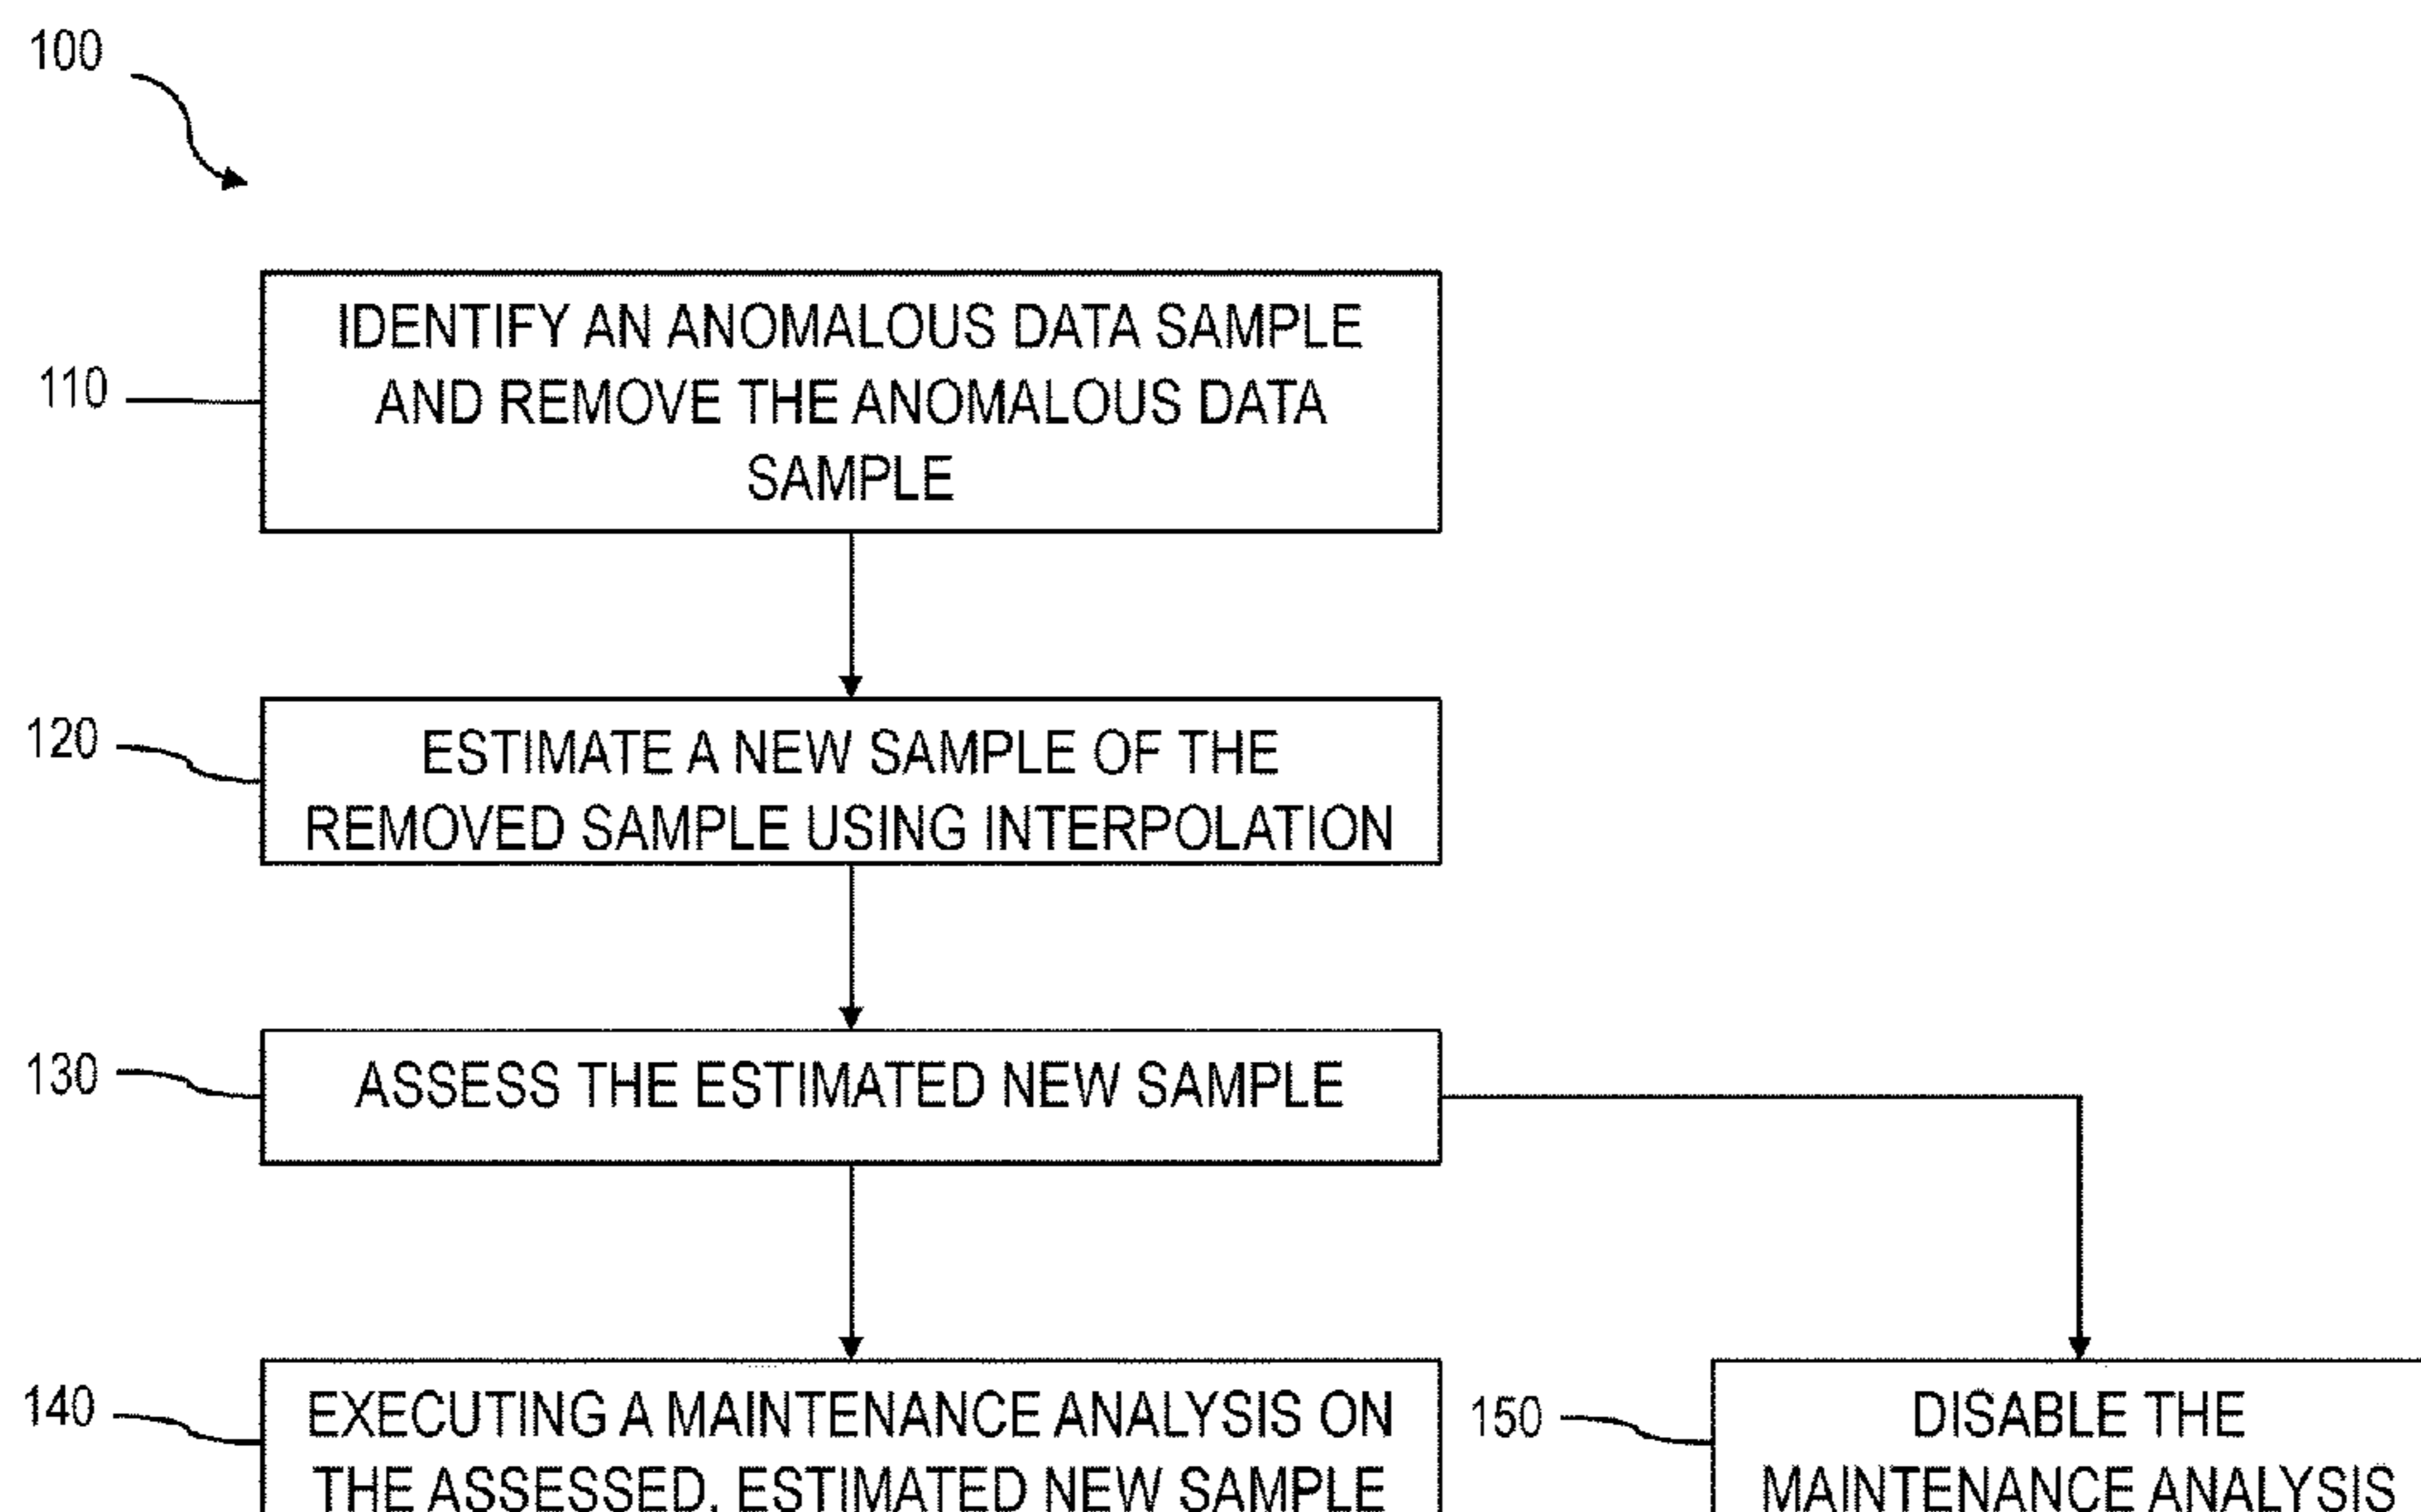 100
110
IDENTIFY AN ANOMALOUS DATA SAMPLE
AND REMOVE THE ANOMALOUS DATA
SAMPLE
120
ESTIMATE A NEW SAMPLE OF THE
REMOVED SAMPLE USING INTERPOLATION
130
ASSESS THE ESTIMATED NEW SAMPLE
140
EXECUTING A MAINTENANCE ANALYSIS ON
THE ASSESSED, ESTIMATED NEW SAMPLE
150
DISABLE THE
MAINTENANCE ANALYSIS